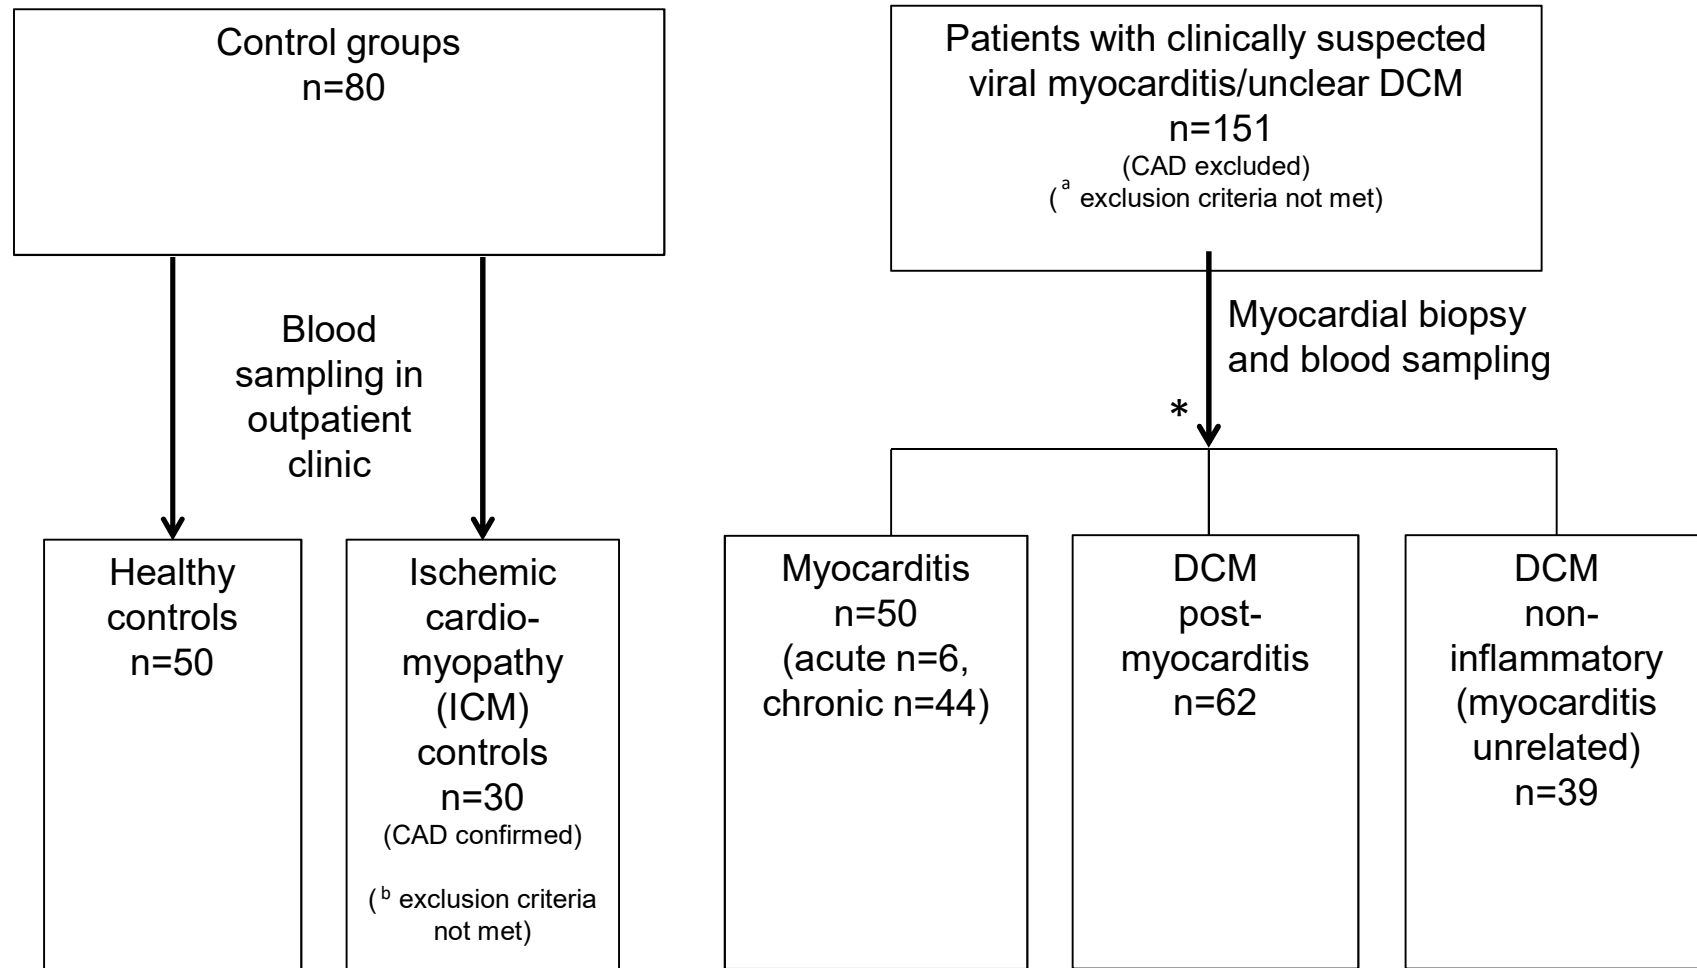 Control groups
n=80
Patients with clinically suspected
viral myocarditis/unclear DCM
n=151
(CAD excluded)
(a exclusion criteria not met)
Blood
sampling in
outpatient
clinic
Myocardial biopsy
and blood sampling
*
Healthy
controls
n=50
Ischemic
cardio-
myopathy
(ICM)
controls
n=30
(CAD confirmed)
(b exclusion criteria
not met)
Myocarditis
n=50
(acute n=6,
chronic n=44)
DCM
post-
myocarditis
n=62
DCM
non-
inflammatory
(myocarditis
unrelated)
n=39